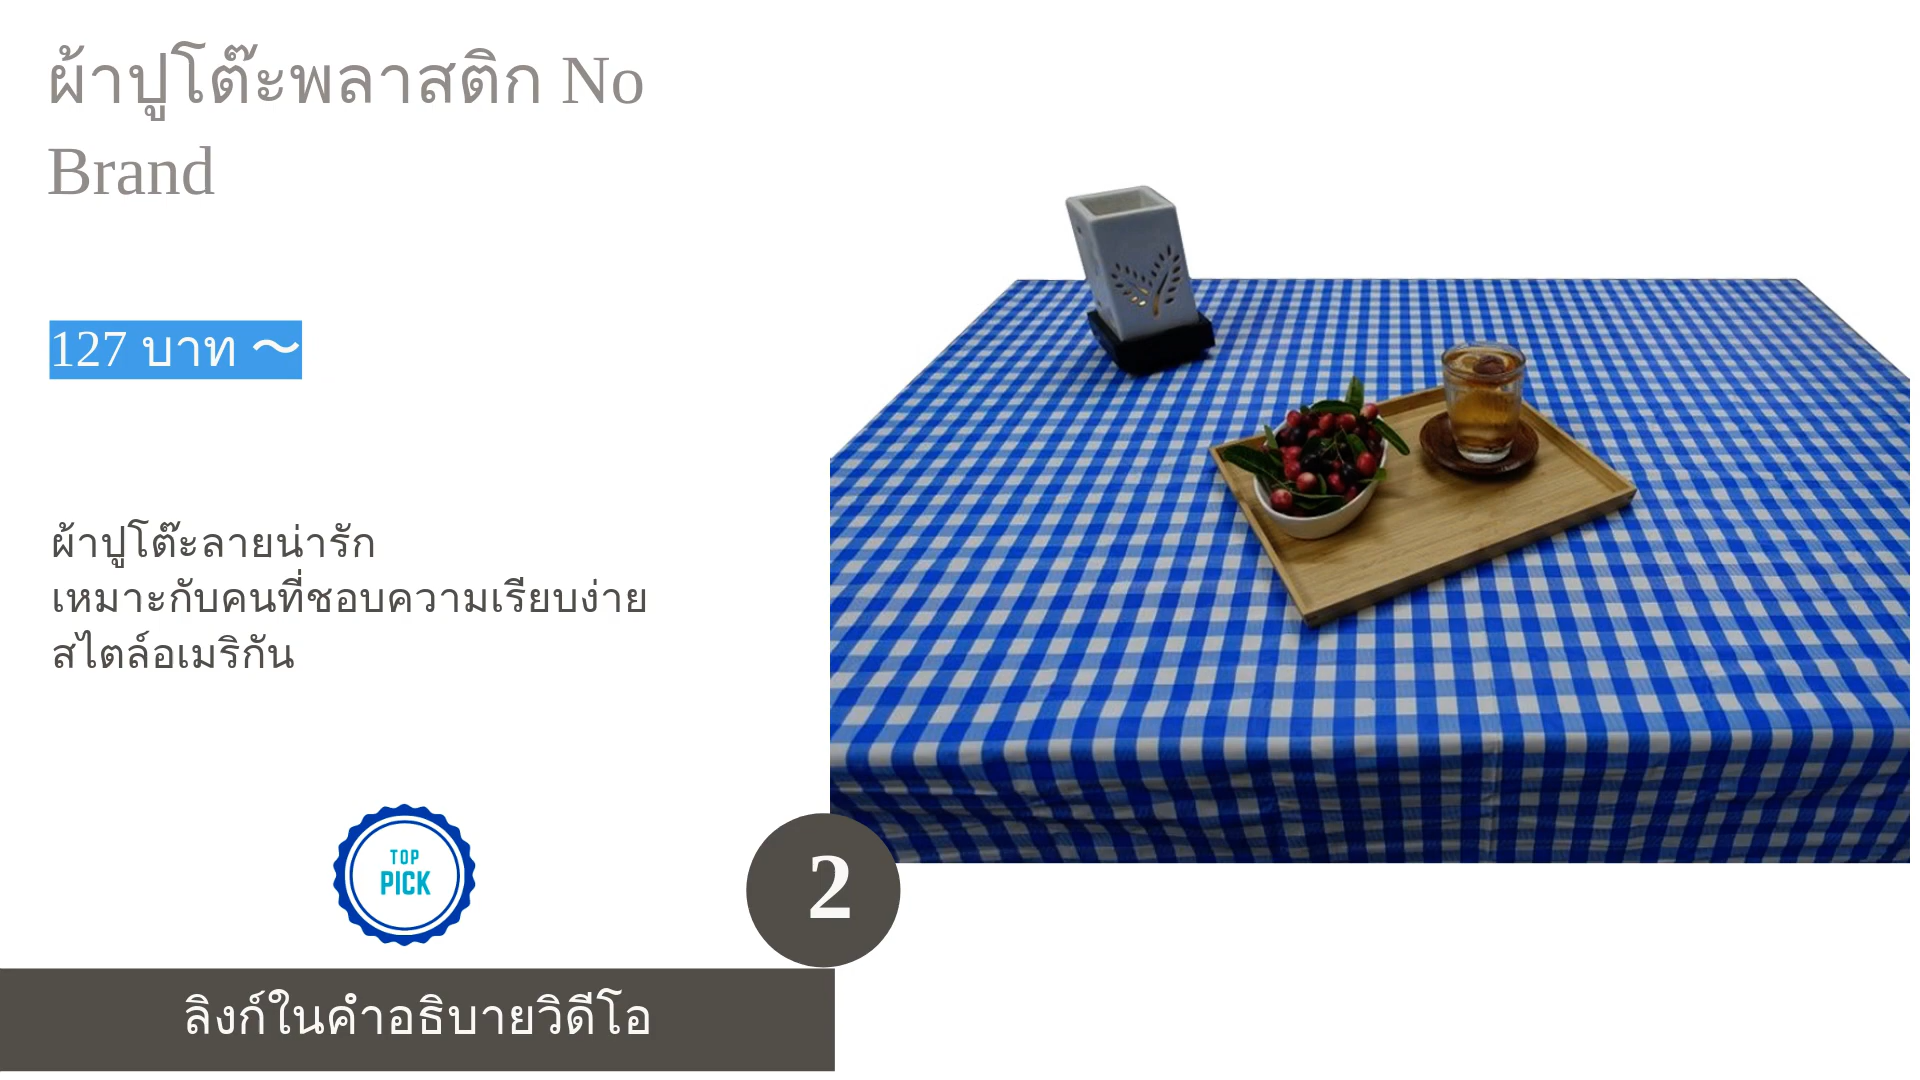 ผ้าปูโต๊ะพลาสติก No
Brand
127 บาท 〜
ผ้าปูโต๊ะลายน่ารัก
เหมาะกับคนที่ชอบความเรียบง่าย
สไตล์อเมริกัน
TOP
PICK
2
ลิงก์ในคำอธิบายวิดีโอ